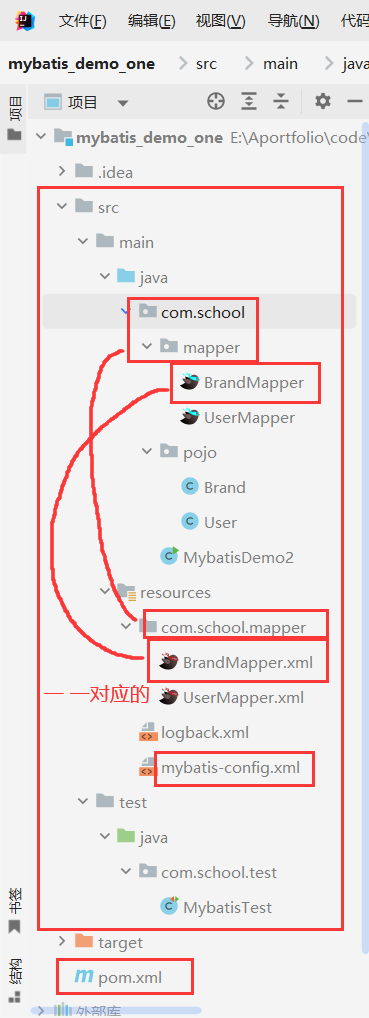 文件(F) 编辑(E) 视图(V) 导航(N) 代码
mybatis_demo_one src main java
项目
项目
mybatis_demo_one E:\Aportfolio\code\
.idea
src
main
java
com.school
mapper
BrandMapper
UserMapper
pojo
Brand
User
MybatisDemo2
resources
com.school.mapper
BrandMapper.xml
一 一对应的
UserMapper.xml
logback.xml
mybatis-config.xml
test
java
com.school.test
MybatisTest
书签
target
结构
pom.xml
外部库